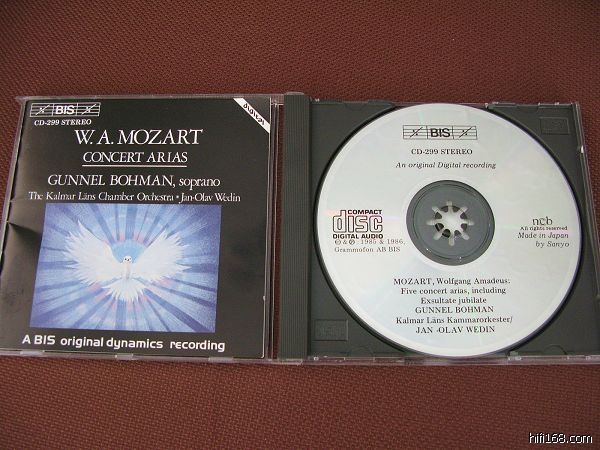 BIS
CD-299 STEREO
DIGITAL
W. A. MOZART
CONCERT ARIAS
GUNNEL BOHMAN, soprano
The Kalmar Läns Chamber Orchestra • Jan-Olav Wedin
A BIS original dynamics recording
BIS
CD-299 STEREO
An original Digital recording
COMPACT
disc
DIGITAL AUDIO
℗ & ©: 1985 & 1986,
Grammofon AB BIS
ncb
All rights reserved
Made in Japan
by Sanyo
MOZART, Wolfgang Amadeus:
Five concert arias, including
Exsultate jubilate
GUNNEL BOHMAN
Kalmar Läns Kammarorkester/
JAN -OLAV WEDIN
hifi168.com